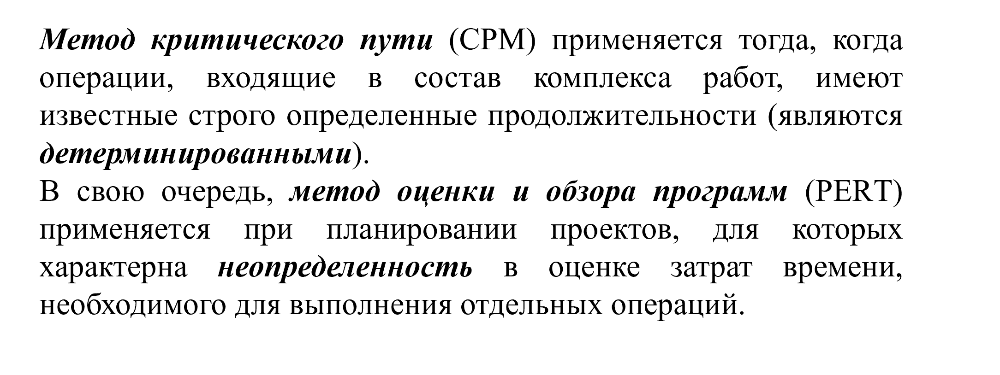 Метод критического пути (CPM) применяется тогда, когда
операции, входящие в состав комплекса работ, имеют
известные строго определенные продолжительности (являются
детерминированными).
В свою очередь, метод оценки и обзора программ (PERT)
применяется при планировании проектов, для которых
характерна неопределенность в оценке затрат времени,
необходимого для выполнения отдельных операций.